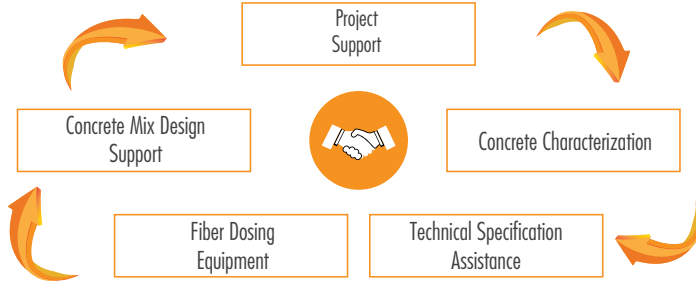 Project
Support
Concrete Mix Design
Support
Concrete Characterization
Fiber Dosing
Equipment
Technical Specification
Assistance